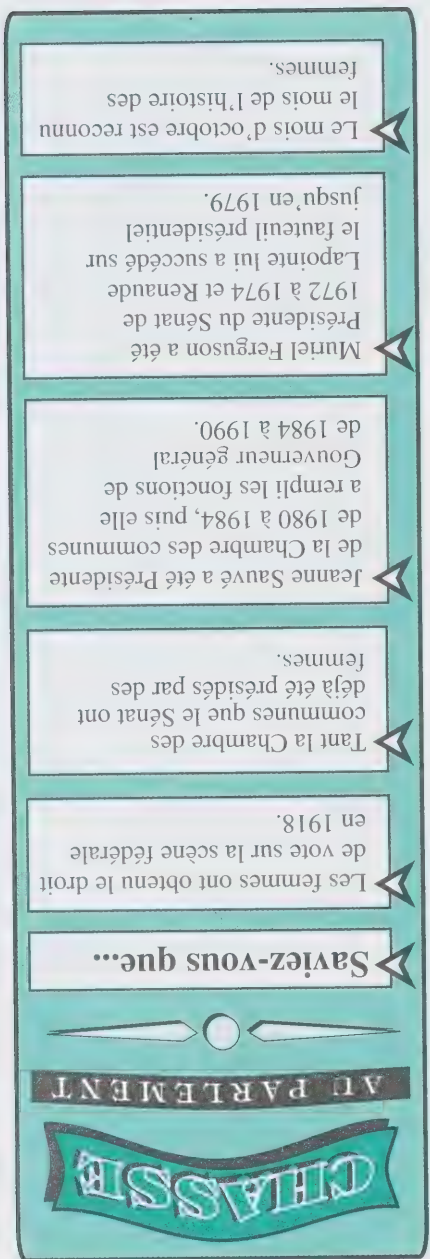 CHASSE
AU PARLEMENT
Saviez-vous que...
Les femmes ont obtenu le droit
de vote sur la scène fédérale
en 1918.
Tant la Chambre des
communes que le Sénat ont
déjà été présidés par des
femmes.
Jeanne Sauvé a été Présidente
de la Chambre des communes
de 1980 à 1984, puis elle
a rempli les fonctions de
Gouverneur général
de 1984 à 1990.
Muriel Ferguson a été
Présidente du Sénat de
1972 à 1974 et Renaude
Lapointe lui a succédé sur
le fauteuil présidentiel
jusqu'en 1979.
Le mois d'octobre est reconnu
le mois de l'histoire des
femmes.